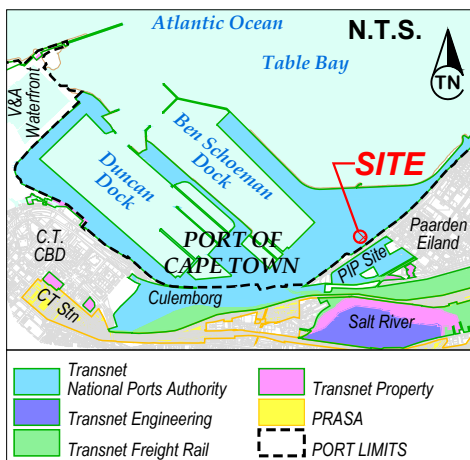 Atlantic Ocean
N.T.S.
Table Bay
TN
V&A
Waterfront
Ben Schoeman
Dock
Duncan
Dock
SITE
PORT OF
CAPE TOWN
Paarden
Eiland
PIP Site
C.T.
CBD
CT Stn
Culemborg
Salt River
Transnet
National Ports Authority
Transnet Engineering
Transnet Freight Rail
Transnet Property
PRASA
PORT LIMITS